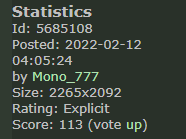 Statistics
Id: 5685108
Posted: 2022-02-12
04:05:24
by Mono_777
Size: 2265x2092
Rating: Explicit
Score: 113 (vote up)